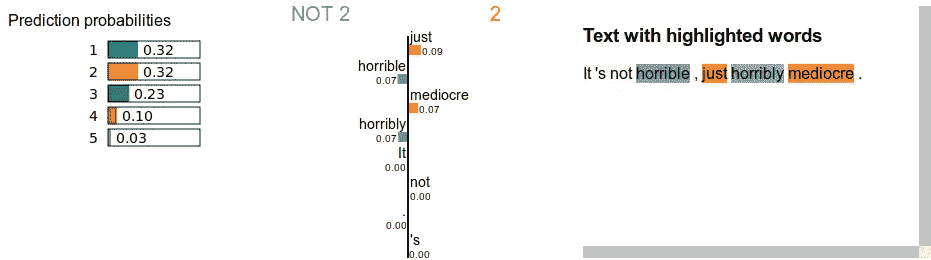 Prediction probabilities
1 0.32
2 0.32
3 0.23
4 0.10
5 0.03
NOT 2 2
just
0.09
horrible
0.07
mediocre
0.07
horribly
0.07
It
0.00
not
0.00
.
0.00
's
0.00
Text with highlighted words
It 's not horrible , just horribly mediocre .